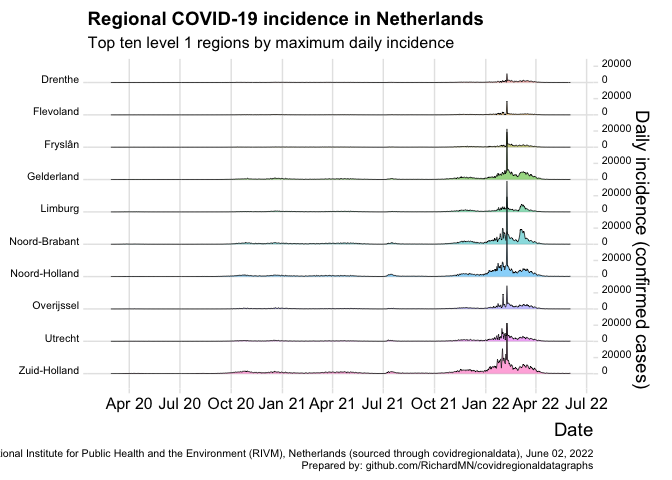 Regional COVID-19 incidence in Netherlands
Top ten level 1 regions by maximum daily incidence
Drenthe
Flevoland
Fryslân
Gelderland
Limburg
Noord-Brabant
Noord-Holland
Overijssel
Utrecht
Zuid-Holland
20000
0
20000
0
20000
0
20000
0
20000
0
20000
0
20000
0
20000
0
20000
0
20000
0
Daily incidence (confirmed cases)
Apr 20 Jul 20 Oct 20 Jan 21 Apr 21 Jul 21 Oct 21 Jan 22 Apr 22 Jul 22
Date
tional Institute for Public Health and the Environment (RIVM), Netherlands (sourced through covidregionaldata), June 02, 2022
Prepared by: github.com/RichardMN/covidregionaldatagraphs